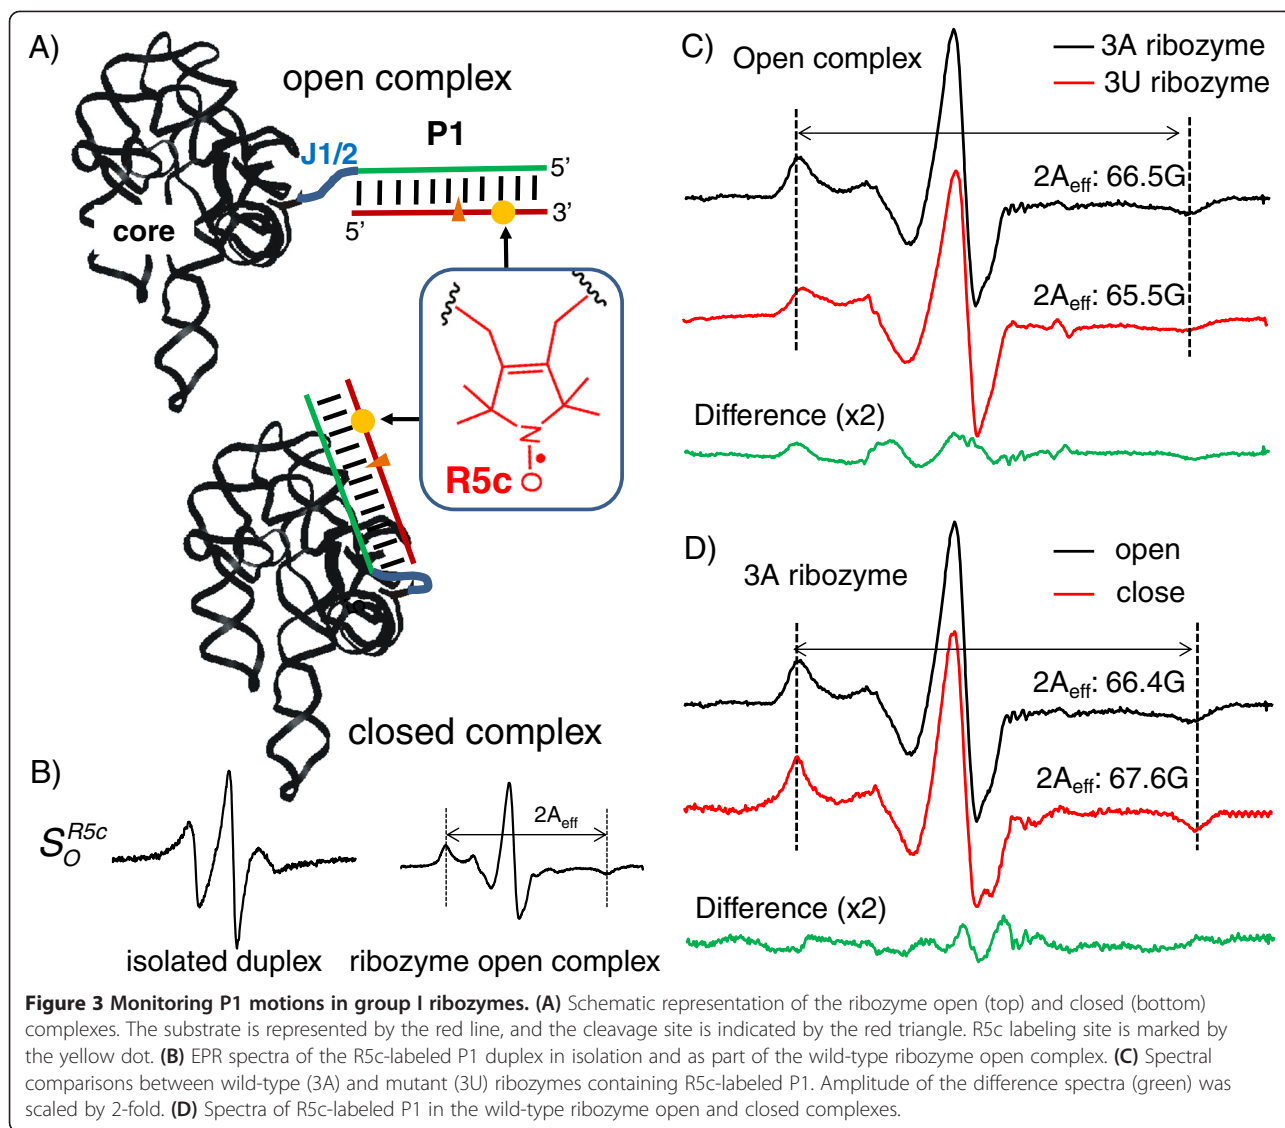 A)
open complex
P1
J1/2
5’
3’
5’
core
N
O
R5c
closed complex
B)
S_O^{R5c}
2A_eff
isolated duplex
ribozyme open complex
C)
Open complex
3A ribozyme
3U ribozyme
2A_eff: 66.5G
2A_eff: 65.5G
Difference (x2)
D)
3A ribozyme
open
close
2A_eff: 66.4G
2A_eff: 67.6G
Difference (x2)
Figure 3 Monitoring P1 motions in group I ribozymes. (A) Schematic representation of the ribozyme open (top) and closed (bottom)
complexes. The substrate is represented by the red line, and the cleavage site is indicated by the red triangle. R5c labeling site is marked by
the yellow dot. (B) EPR spectra of the R5c-labeled P1 duplex in isolation and as part of the wild-type ribozyme open complex. (C) Spectral
comparisons between wild-type (3A) and mutant (3U) ribozymes containing R5c-labeled P1. Amplitude of the difference spectra (green) was
scaled by 2-fold. (D) Spectra of R5c-labeled P1 in the wild-type ribozyme open and closed complexes.